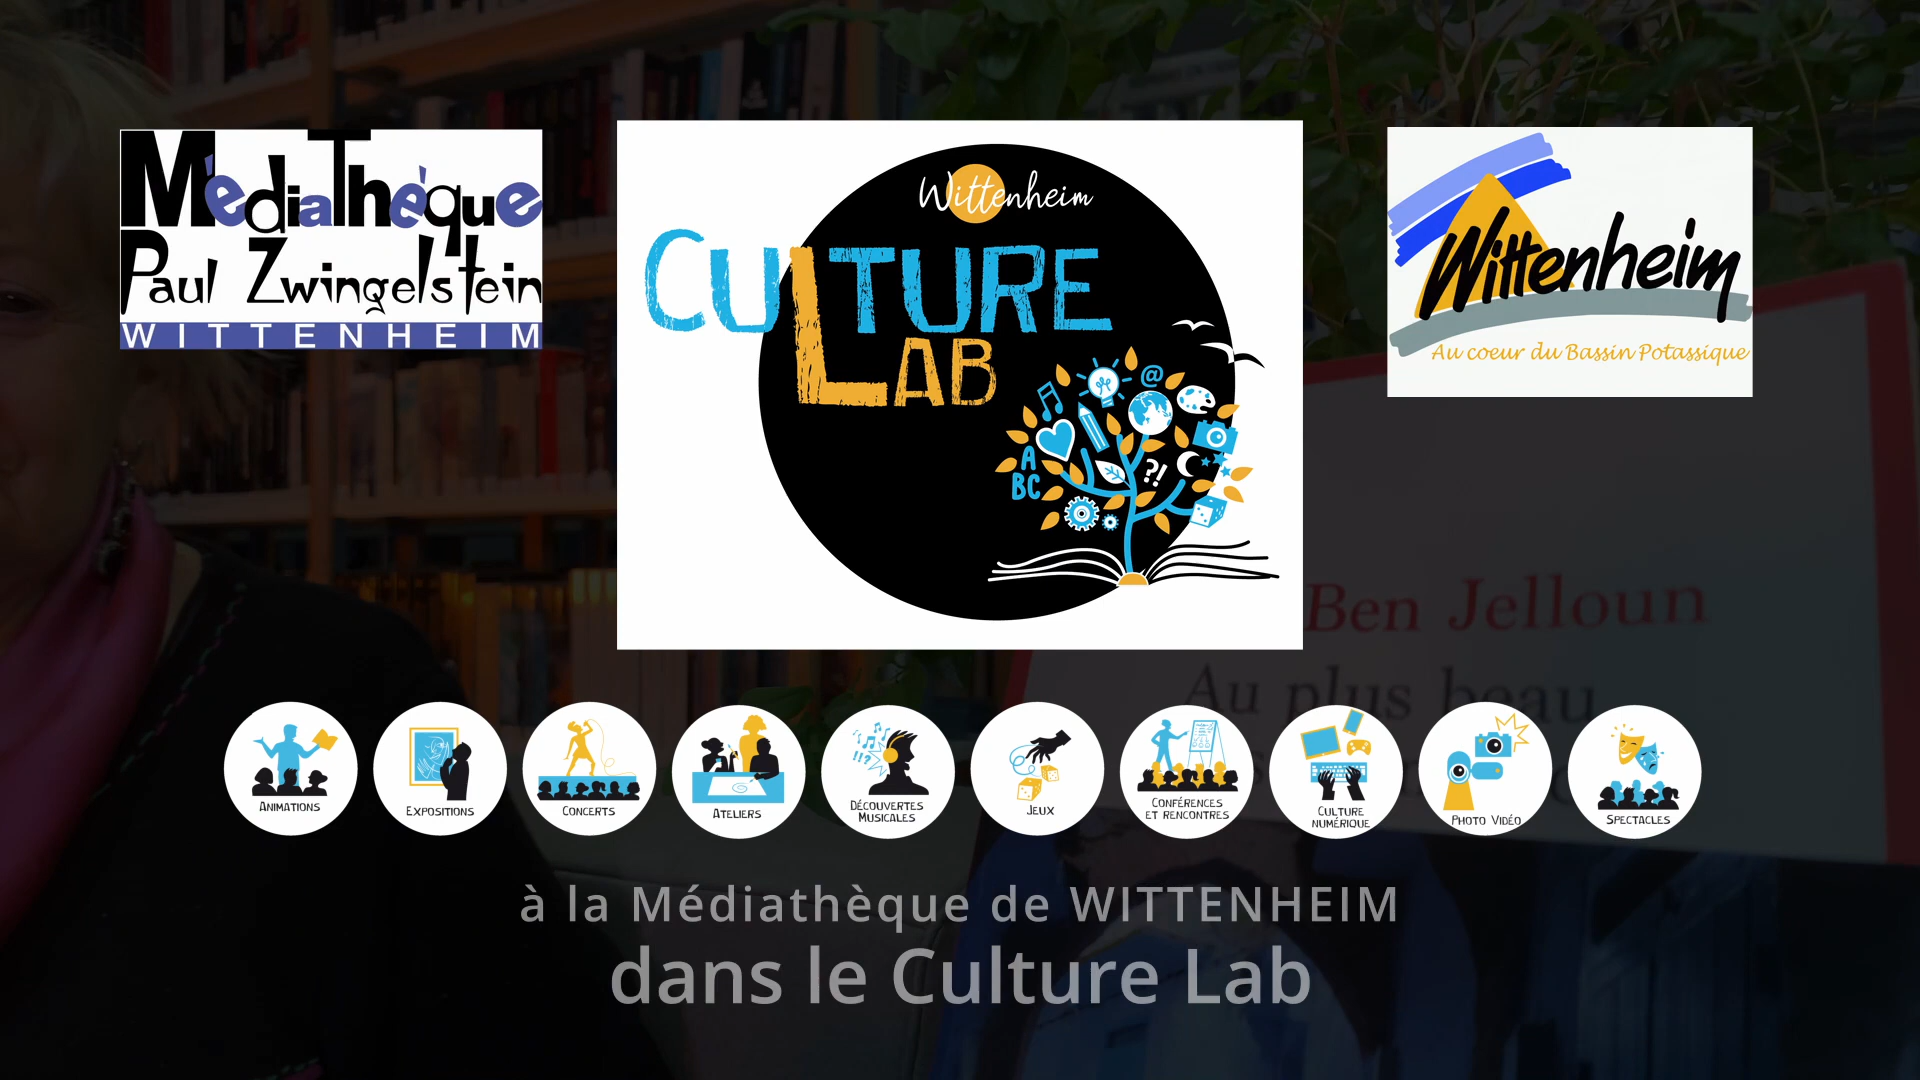 MédiaThèque
Paul Zwingelstein
WITTENHEIM
Wittenheim
CULTURE
LAB
@
?!
A
BC
Wittenheim
Au coeur du Bassin Potassique
Ben Jelloun
Au plus beau
ANIMATIONS
EXPOSITIONS
CONCERTS
ATELIERS
!!?
DÉCOUVERTES
MUSICALES
JEUX
CONFÉRENCES
ET RENCONTRES
CULTURE
NUMÉRIQUE
PHOTO VIDÉO
SPECTACLES
à la Médiathèque de WITTENHEIM
dans le Culture Lab